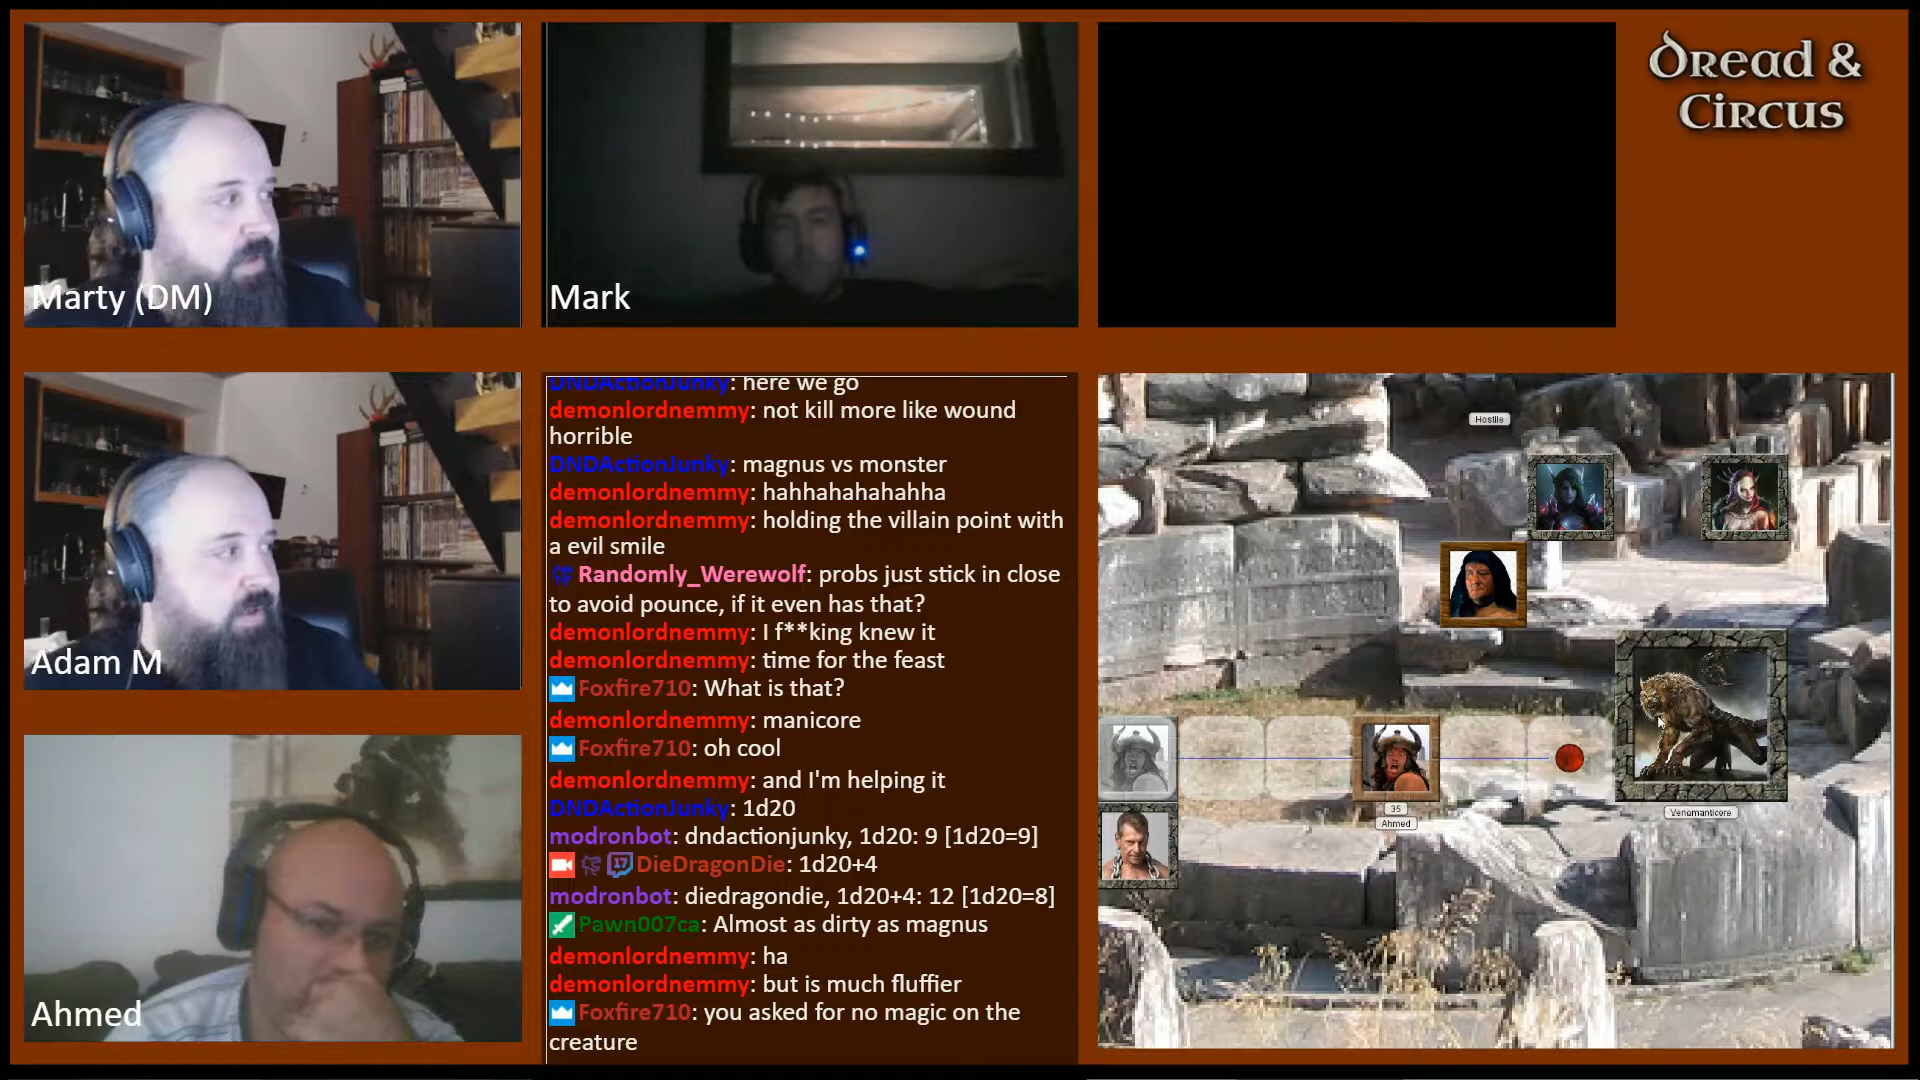 Dread &
Circus
Marty (DM)
Mark
Adam M
Ahmed
DNDActionJunky: here we go
demonlordnemmy: not kill more like wound
horrible
DNDActionJunky: magnus vs monster
demonlordnemmy: hahhahahahahha
demonlordnemmy: holding the villain point with
a evil smile
Randomly_Werewolf: probs just stick in close
to avoid pounce, if it even has that?
demonlordnemmy: I f**king knew it
demonlordnemmy: time for the feast
Foxfire710: What is that?
demonlordnemmy: manicore
Foxfire710: oh cool
demonlordnemmy: and I'm helping it
DNDActionJunky: 1d20
modronbot: dndactionjunky, 1d20: 9 [1d20=9]
17 DieDragonDie: 1d20+4
modronbot: diedragondie, 1d20+4: 12 [1d20=8]
Pawn007ca: Almost as dirty as magnus
demonlordnemmy: ha
demonlordnemmy: but is much fluffier
Foxfire710: you asked for no magic on the
creature
Hostile
35
Ahmed
Venemanticore